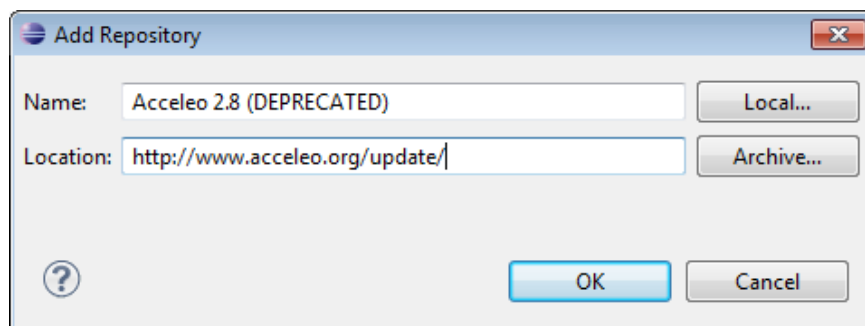 Add Repository
Name: Acceleo 2.8 (DEPRECATED) Local...
Location: http://www.acceleo.org/update/ Archive...
? OK Cancel